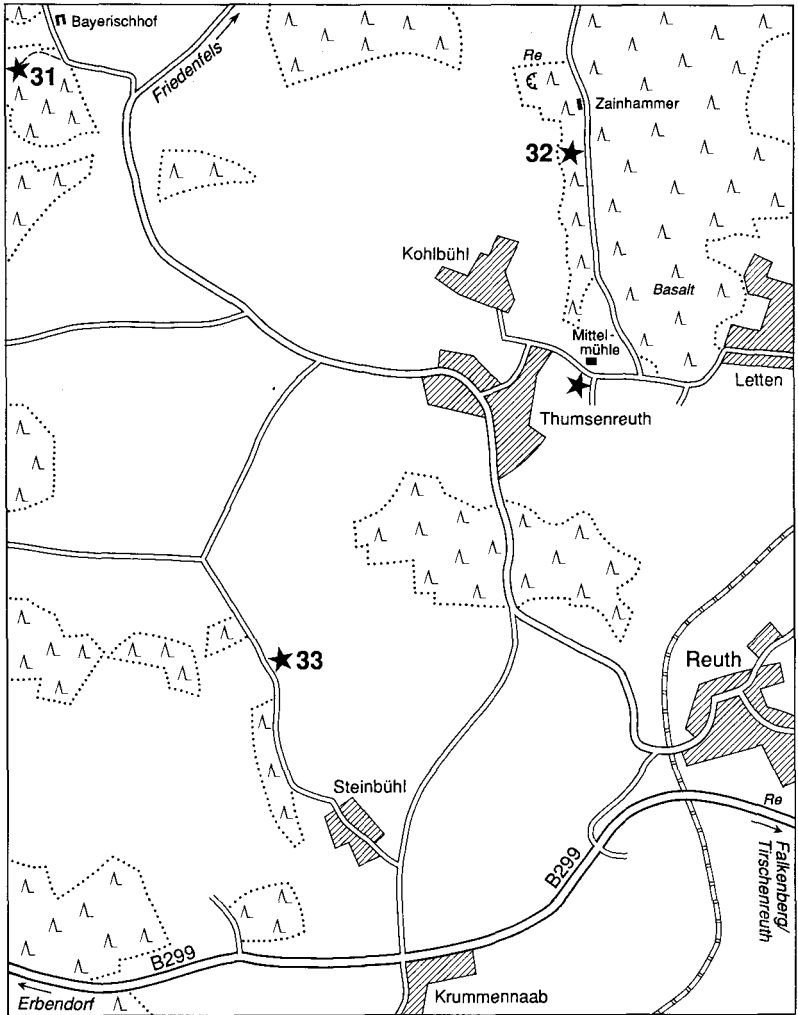 Bayerischhof
31
Friedenfels
Re
Zainhammer
32
Kohlbühl
Basalt
Mittel-
mühle
Letten
Thumsenreuth
Reuth
33
Steinbühl
Re
B299
Falkenberg/
Tirschenreuth
B299
Erbendorf
Krummennaab